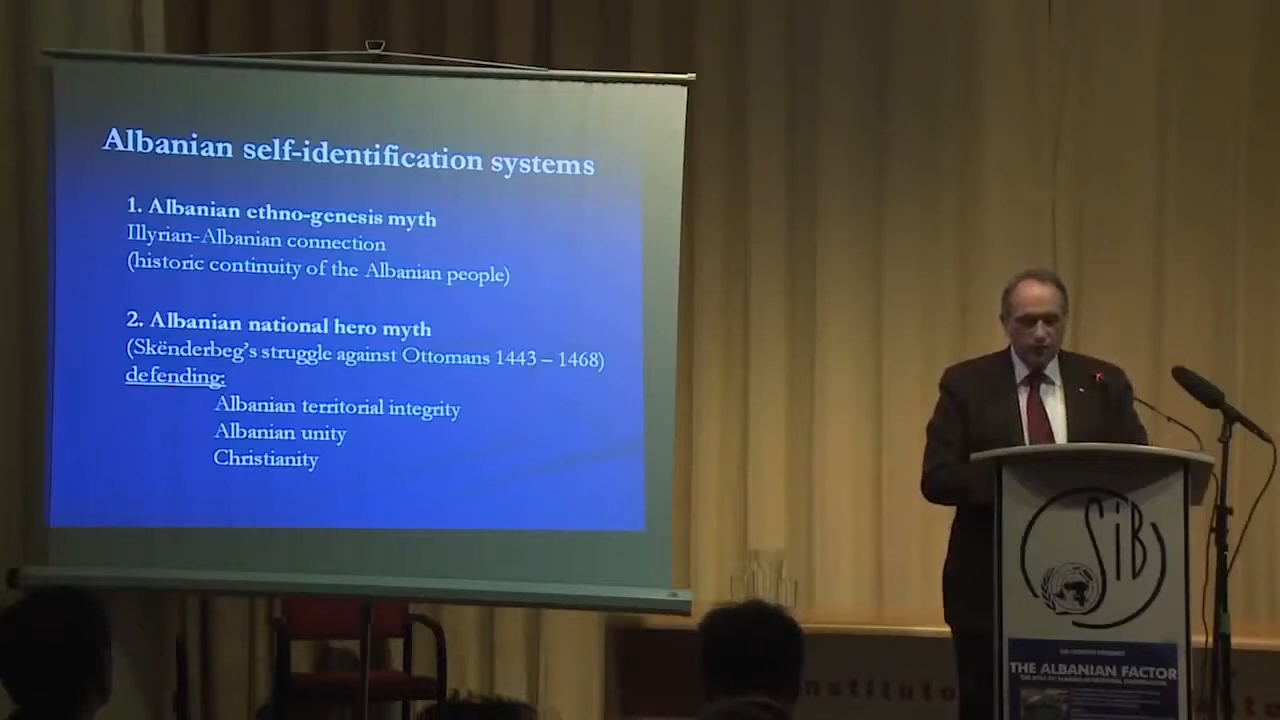 Albanian self-identification systems
1. Albanian ethno-genesis myth
Illyrian-Albanian connection
(historic continuity of the Albanian people)
2. Albanian national hero myth
(Skënderbeg's struggle against Ottomans 1443 – 1468)
defending:
Albanian territorial integrity
Albanian unity
Christianity
SiB
THE ALBANIAN FACTOR